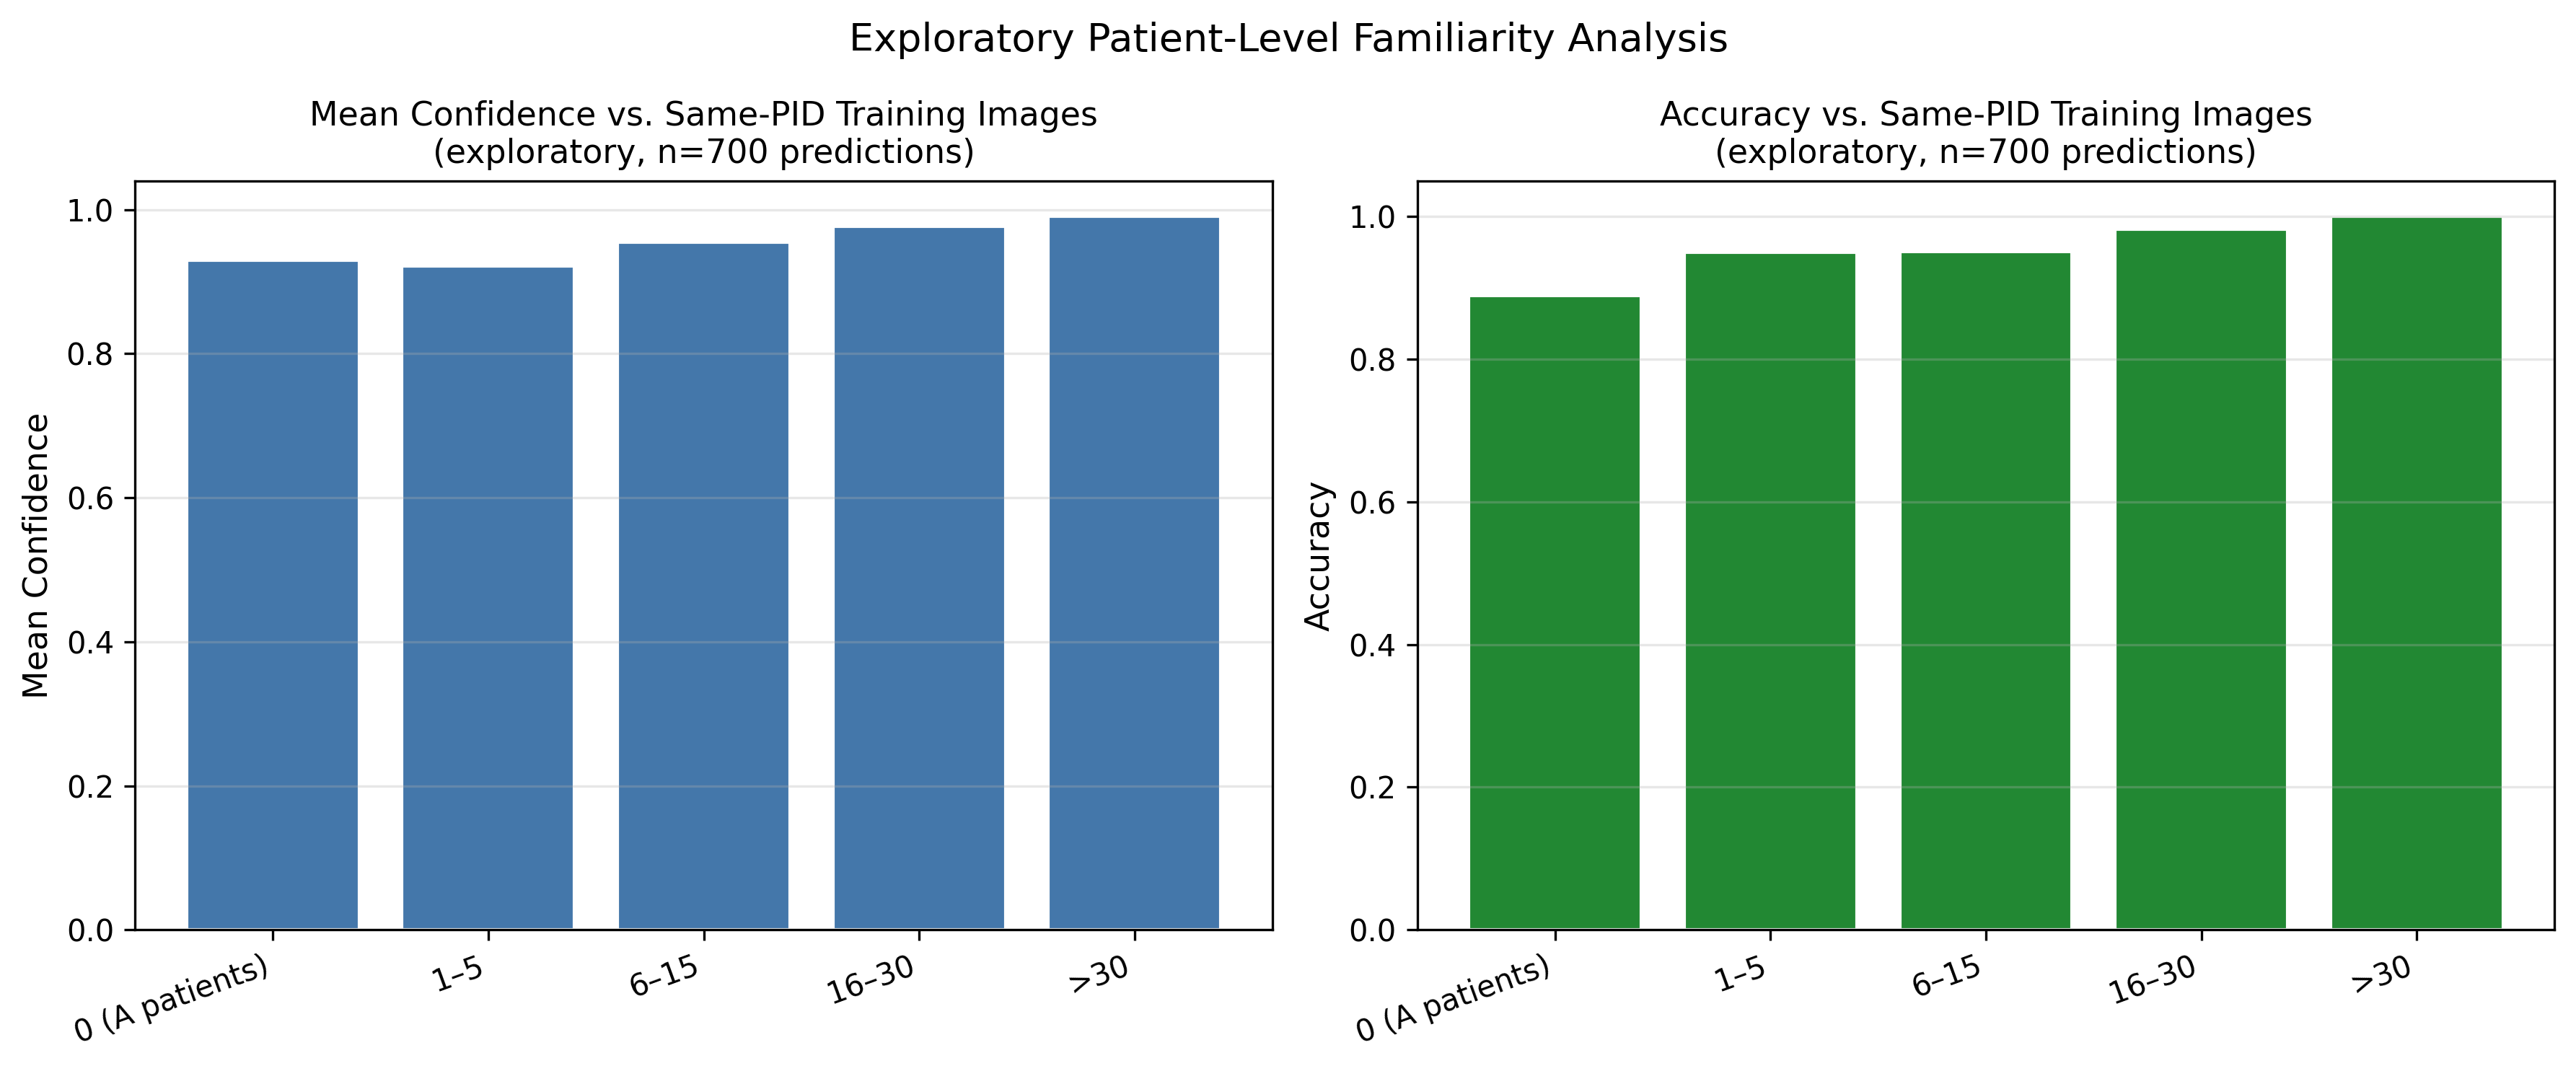 Exploratory Patient-Level Familiarity Analysis
Mean Confidence vs. Same-PID Training Images
(exploratory, n=700 predictions)
Mean Confidence
1.0
0.8
0.6
0.4
0.2
0.0
0 (A patients)
1–5
6–15
16–30
>30
Accuracy vs. Same-PID Training Images
(exploratory, n=700 predictions)
Accuracy
1.0
0.8
0.6
0.4
0.2
0.0
0 (A patients)
1–5
6–15
16–30
>30